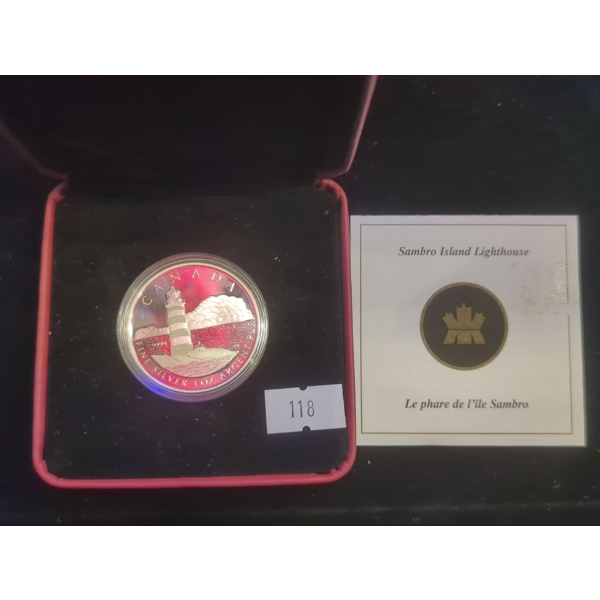 CANADA
FINE SILVER 1 OZ ARGENT PUR
118
Sambro Island Lighthouse
Le phare de l'île Sambro